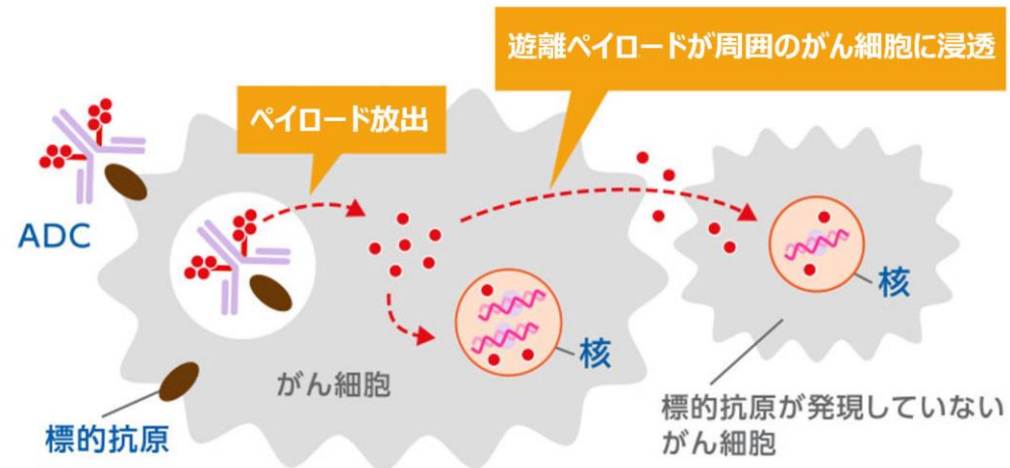 遊離ペイロードが周囲のがん細胞に浸透
ペイロード放出
ADC
核
核
がん細胞
標的抗原
標的抗原が発現していない
がん細胞